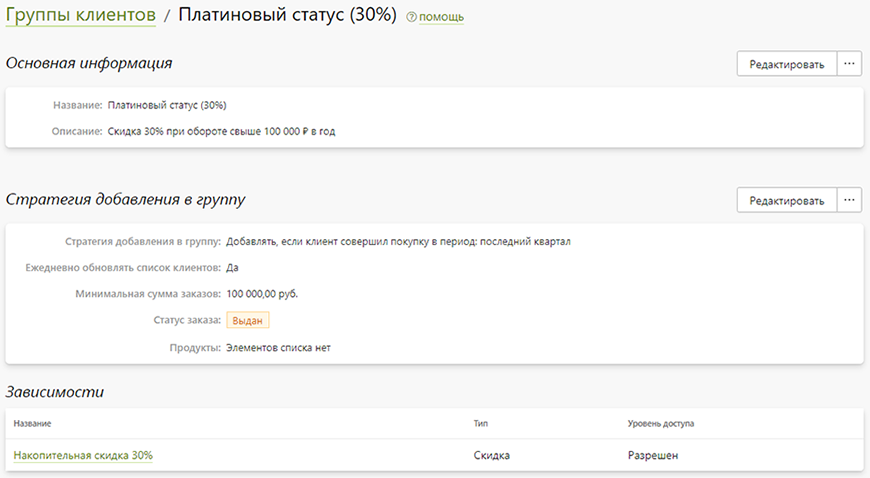 Группы клиентов / Платиновый статус (30%) ? помощь
Основная информация
Редактировать ...
Название: Платиновый статус (30%)
Описание: Скидка 30% при обороте свыше 100 000 ₽ в год
Стратегия добавления в группу
Редактировать ...
Стратегия добавления в группу: Добавлять, если клиент совершил покупку в период: последний квартал
Ежедневно обновлять список клиентов: Да
Минимальная сумма заказов: 100 000,00 руб.
Статус заказа: Выдан
Продукты: Элементов списка нет
Зависимости
Название Тип Уровень доступа
Накопительная скидка 30% Скидка Разрешен